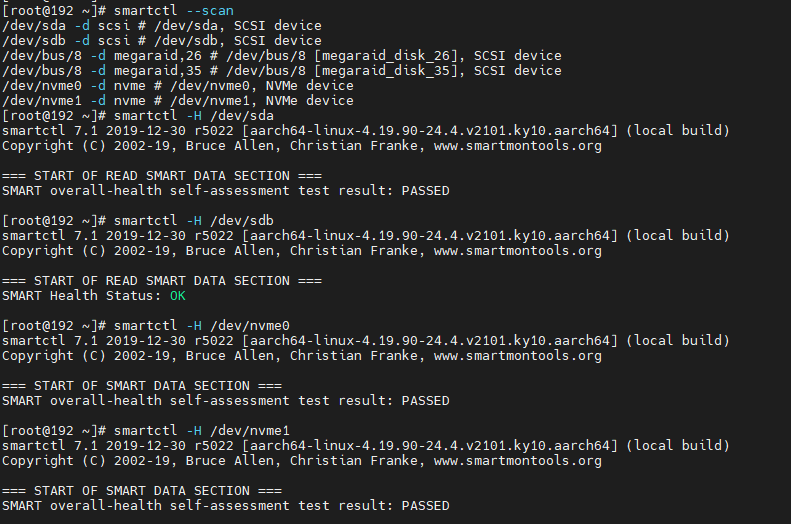 [root@192 ~]# smartctl --scan
/dev/sda -d scsi # /dev/sda, SCSI device
/dev/sdb -d scsi # /dev/sdb, SCSI device
/dev/bus/8 -d megaraid,26 # /dev/bus/8 [megaraid_disk_26], SCSI device
/dev/bus/8 -d megaraid,35 # /dev/bus/8 [megaraid_disk_35], SCSI device
/dev/nvme0 -d nvme # /dev/nvme0, NVMe device
/dev/nvme1 -d nvme # /dev/nvme1, NVMe device
[root@192 ~]# smartctl -H /dev/sda
smartctl 7.1 2019-12-30 r5022 [aarch64-linux-4.19.90-24.4.v2101.ky10.aarch64] (local build)
Copyright (C) 2002-19, Bruce Allen, Christian Franke, www.smartmontools.org
=== START OF READ SMART DATA SECTION ===
SMART overall-health self-assessment test result: PASSED
[root@192 ~]# smartctl -H /dev/sdb
smartctl 7.1 2019-12-30 r5022 [aarch64-linux-4.19.90-24.4.v2101.ky10.aarch64] (local build)
Copyright (C) 2002-19, Bruce Allen, Christian Franke, www.smartmontools.org
=== START OF READ SMART DATA SECTION ===
SMART Health Status: OK
[root@192 ~]# smartctl -H /dev/nvme0
smartctl 7.1 2019-12-30 r5022 [aarch64-linux-4.19.90-24.4.v2101.ky10.aarch64] (local build)
Copyright (C) 2002-19, Bruce Allen, Christian Franke, www.smartmontools.org
=== START OF SMART DATA SECTION ===
SMART overall-health self-assessment test result: PASSED
[root@192 ~]# smartctl -H /dev/nvme1
smartctl 7.1 2019-12-30 r5022 [aarch64-linux-4.19.90-24.4.v2101.ky10.aarch64] (local build)
Copyright (C) 2002-19, Bruce Allen, Christian Franke, www.smartmontools.org
=== START OF SMART DATA SECTION ===
SMART overall-health self-assessment test result: PASSED